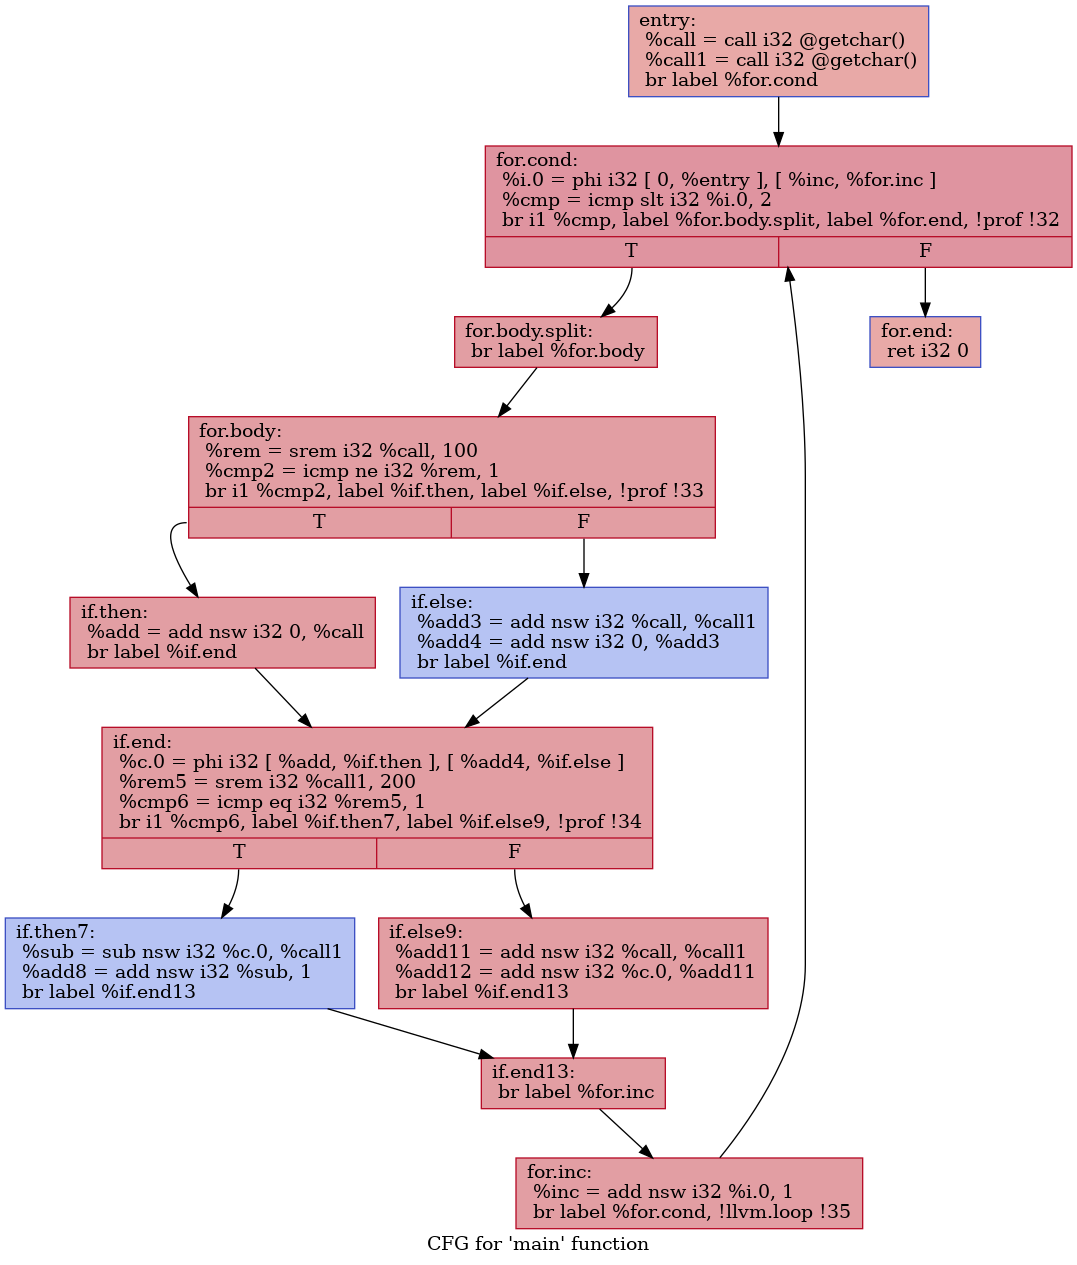 entry:
%call = call i32 @getchar()
%call1 = call i32 @getchar()
br label %for.cond
for.cond:
%i.0 = phi i32 [ 0, %entry ], [ %inc, %for.inc ]
%cmp = icmp slt i32 %i.0, 2
br i1 %cmp, label %for.body.split, label %for.end, !prof !32
T F
for.body.split:
br label %for.body
for.end:
ret i32 0
for.body:
%rem = srem i32 %call, 100
%cmp2 = icmp ne i32 %rem, 1
br i1 %cmp2, label %if.then, label %if.else, !prof !33
T F
if.then:
%add = add nsw i32 0, %call
br label %if.end
if.else:
%add3 = add nsw i32 %call, %call1
%add4 = add nsw i32 0, %add3
br label %if.end
if.end:
%c.0 = phi i32 [ %add, %if.then ], [ %add4, %if.else ]
%rem5 = srem i32 %call1, 200
%cmp6 = icmp eq i32 %rem5, 1
br i1 %cmp6, label %if.then7, label %if.else9, !prof !34
T F
if.then7:
%sub = sub nsw i32 %c.0, %call1
%add8 = add nsw i32 %sub, 1
br label %if.end13
if.else9:
%add11 = add nsw i32 %call, %call1
%add12 = add nsw i32 %c.0, %add11
br label %if.end13
if.end13:
br label %for.inc
for.inc:
%inc = add nsw i32 %i.0, 1
br label %for.cond, !llvm.loop !35
CFG for 'main' function